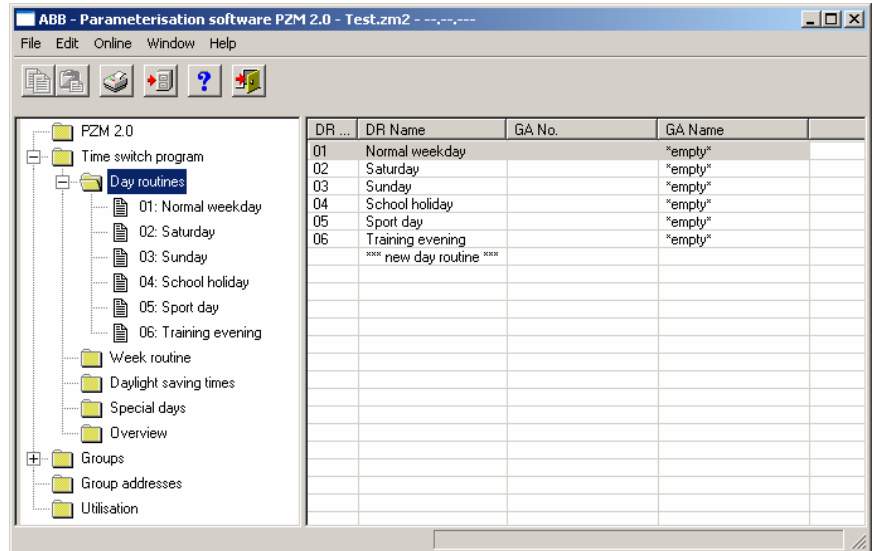 ABB - Parameterisation software PZM 2.0 - Test.zm2 - --,--,---
File Edit Online Window Help
?
PZM 2.0
Time switch program
Day routines
01: Normal weekday
02: Saturday
03: Sunday
04: School holiday
05: Sport day
06: Training evening
Week routine
Daylight saving times
Special days
Overview
Groups
Group addresses
Utilisation
DR ... DR Name GA No. GA Name
01 Normal weekday *empty*
02 Saturday *empty*
03 Sunday *empty*
04 School holiday *empty*
05 Sport day *empty*
06 Training evening *empty*
*** new day routine ***